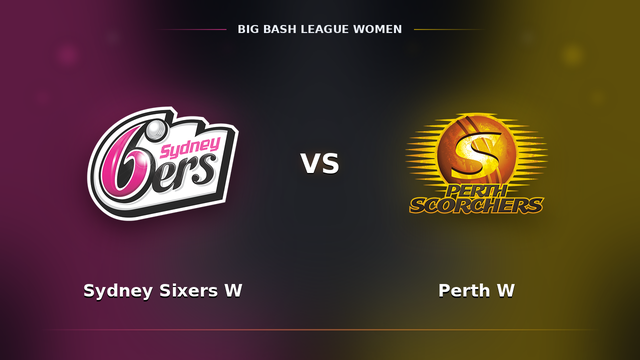 BIG BASH LEAGUE WOMEN
Sydney
6ers
VS
S
PERTH
SCORCHERS
Sydney Sixers W
Perth W